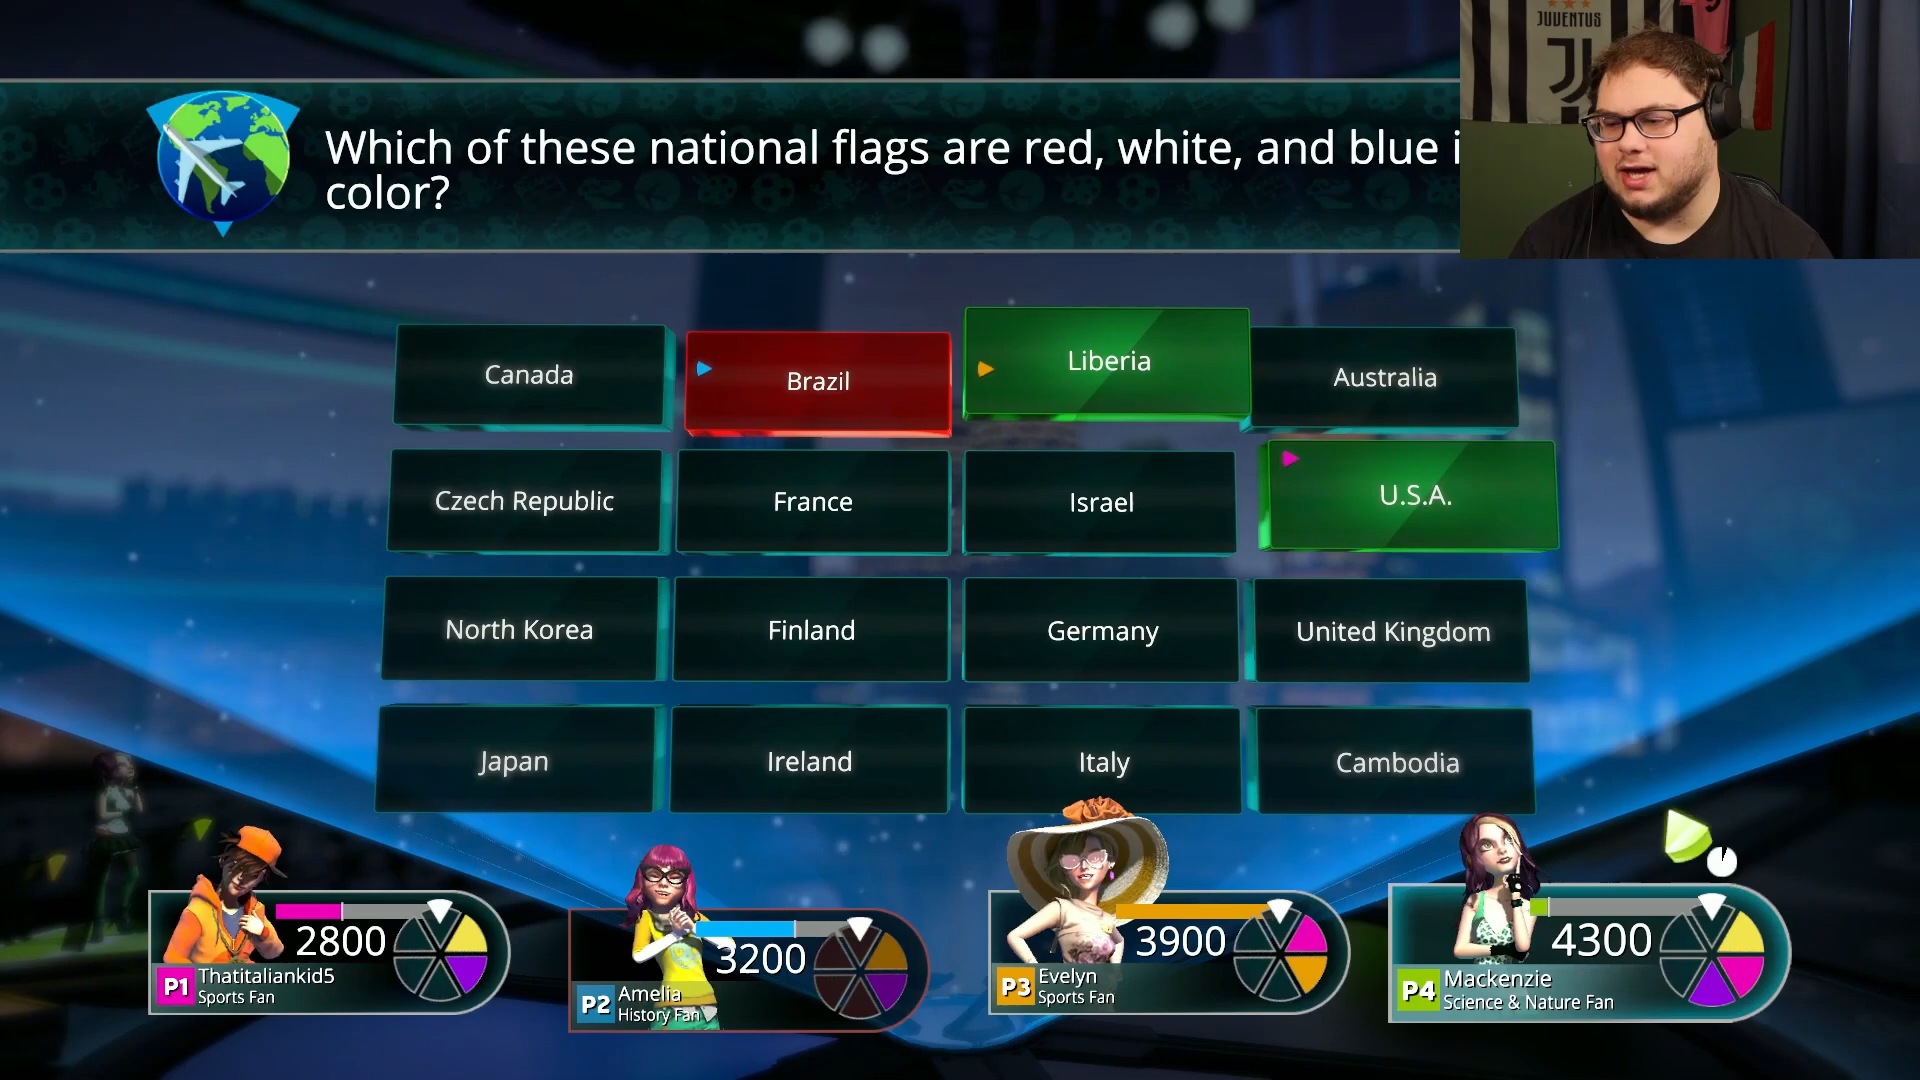 JUVENTUS
Which of these national flags are red, white, and blue i
color?
Canada
Brazil
Liberia
Australia
Czech Republic
France
Israel
U.S.A.
North Korea
Finland
Germany
United Kingdom
Japan
Ireland
Italy
Cambodia
2800
P1
Thatitaliankid5
Sports Fan
3200
P2
Amelia
History Fan
3900
P3
Evelyn
Sports Fan
4300
P4
Mackenzie
Science & Nature Fan